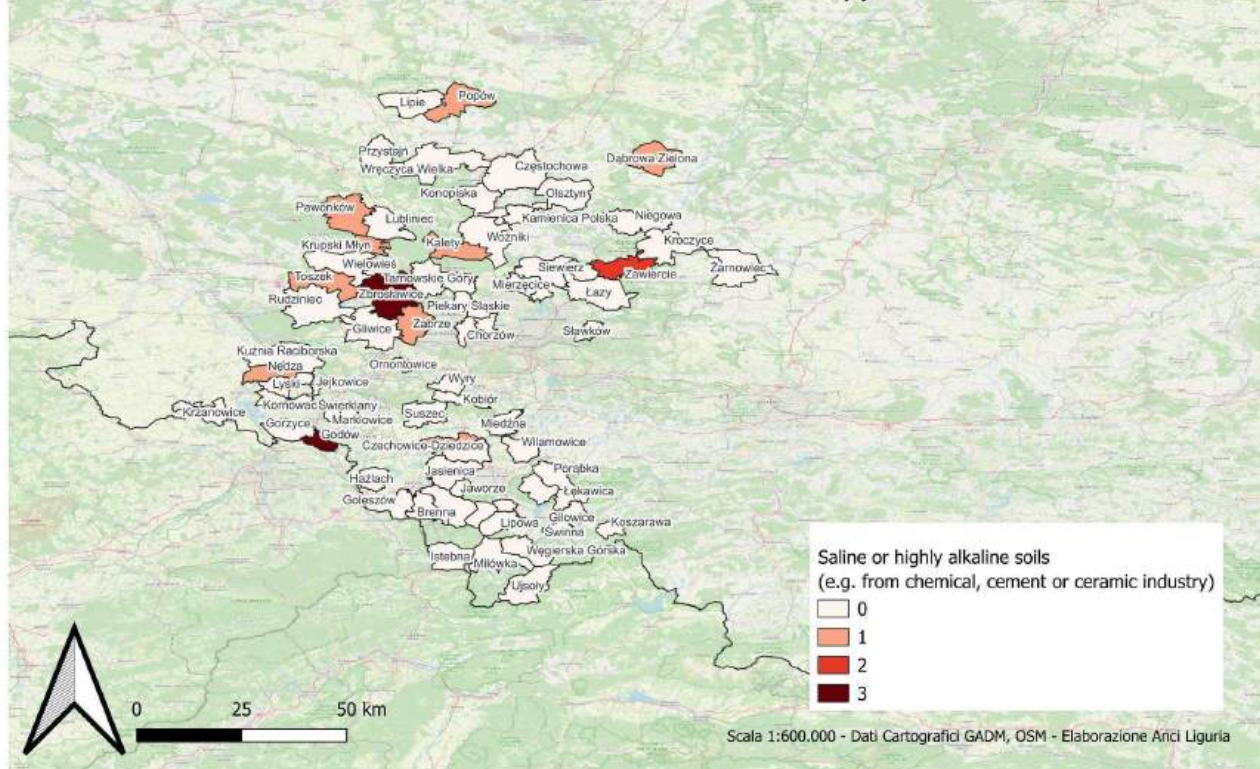 Lipie
Popów
Przystajń
Wręczyca Wielka
Częstochowa
Dąbrowa Zielona
Konopiska
Olsztyn
Pawonków
Lubliniec
Kamienica Polska
Niegowa
Krupski Młyn
Kalety
Woźniki
Kroczyce
Wielowieś
Siewierz
Żarnowiec
Toszek
Tarnowskie Góry
Zawiercie
Mierzęcice
Rudziniec
Zbrosławice
Łazy
Piekary Śląskie
Gliwice
Zabrze
Chorzów
Sławków
Kuźnia Raciborska
Nędza
Ornontowice
Lyski
Jejkowice
Wyry
Kobiór
Krzanowice
Kornowac
Świerklany
Suszec
Gorzyce
Markłowice
Miedźna
Godów
Czechowice-Dziedzice
Wilamowice
Hażlach
Jasienica
Porąbka
Jaworze
Łękawica
Goleszów
Brenna
Gilowice
Lipowa
Koszarawa
Świnna
Istebna
Milówka
Węgierska Górska
Ujsoły
Saline or highly alkaline soils
(e.g. from chemical, cement or ceramic industry)
0
1
2
3
0 25 50 km
Scala 1:600.000 - Dati Cartografici GADM, OSM - Elaborazione Anci Liguria